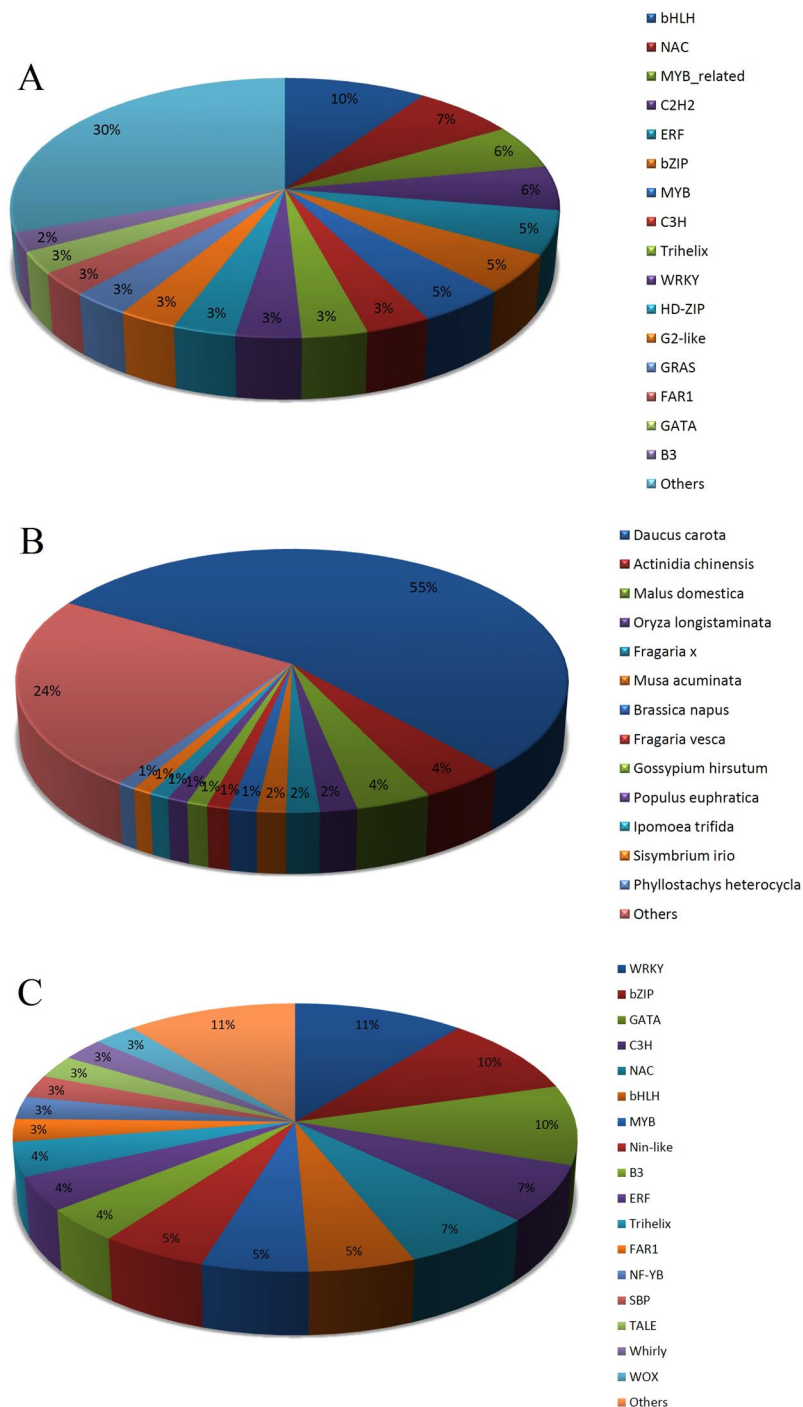 A
10%
7%
6%
6%
5%
5%
5%
3%
3%
3%
3%
3%
3%
3%
3%
2%
30%
bHLH
NAC
MYB_related
C2H2
ERF
bZIP
MYB
C3H
Trihelix
WRKY
HD-ZIP
G2-like
GRAS
FAR1
GATA
B3
Others
B
55%
4%
4%
2%
2%
2%
1%
1%
1%
1%
1%
1%
1%
24%
Daucus carota
Actinidia chinensis
Malus domestica
Oryza longistaminata
Fragaria x
Musa acuminata
Brassica napus
Fragaria vesca
Gossypium hirsutum
Populus euphratica
Ipomoea trifida
Sisymbrium irio
Phyllostachys heterocycla
Others
C
11%
10%
10%
7%
7%
5%
5%
5%
4%
4%
4%
3%
3%
3%
3%
3%
3%
11%
WRKY
bZIP
GATA
C3H
NAC
bHLH
MYB
Nin-like
B3
ERF
Trihelix
FAR1
NF-YB
SBP
TALE
Whirly
WOX
Others